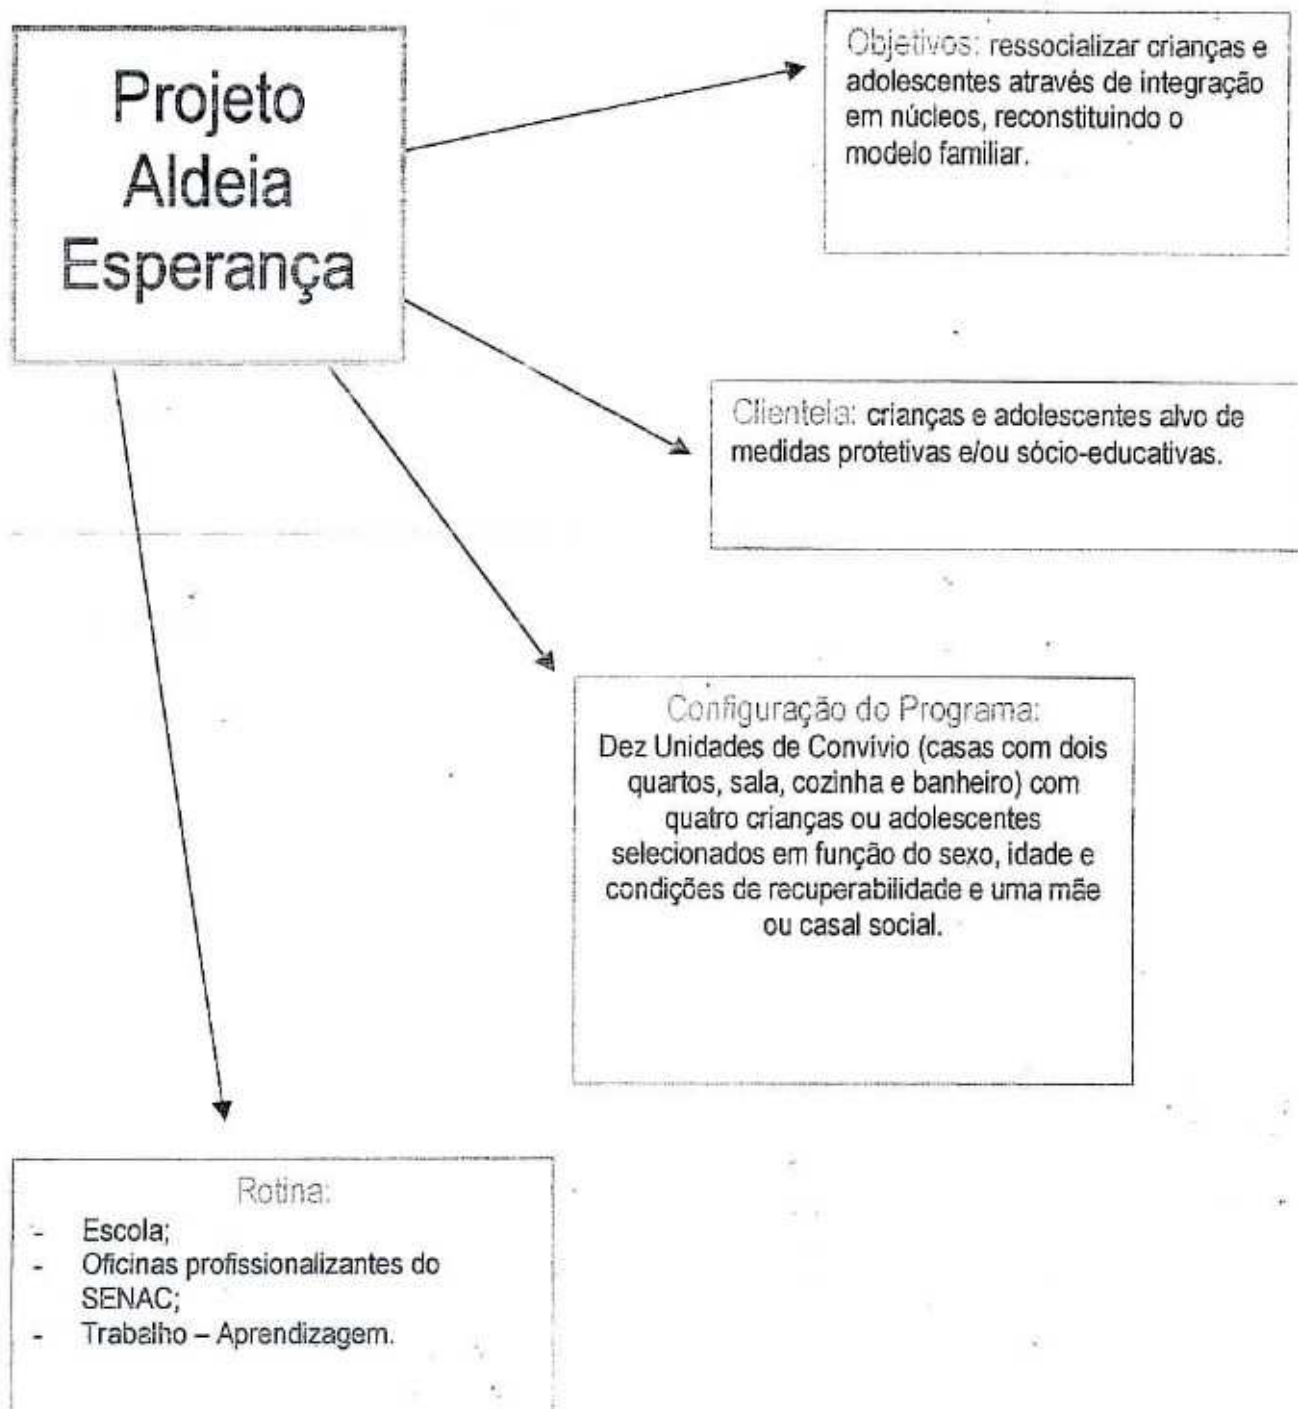 Projeto
Aldeia
Esperança
Objetivos: ressocializar crianças e
adolescentes através de integração
em núcleos, reconstituindo o
modelo familiar.
Clientela: crianças e adolescentes alvo de
medidas protetivas e/ou sócio-educativas.
Configuração do Programa:
Dez Unidades de Convívio (casas com dois
quartos, sala, cozinha e banheiro) com
quatro crianças ou adolescentes
selecionados em função do sexo, idade e
condições de recuperabilidade e uma mãe
ou casal social.
Rotina:
- Escola;
- Oficinas profissionalizantes do
SENAC;
- Trabalho – Aprendizagem.